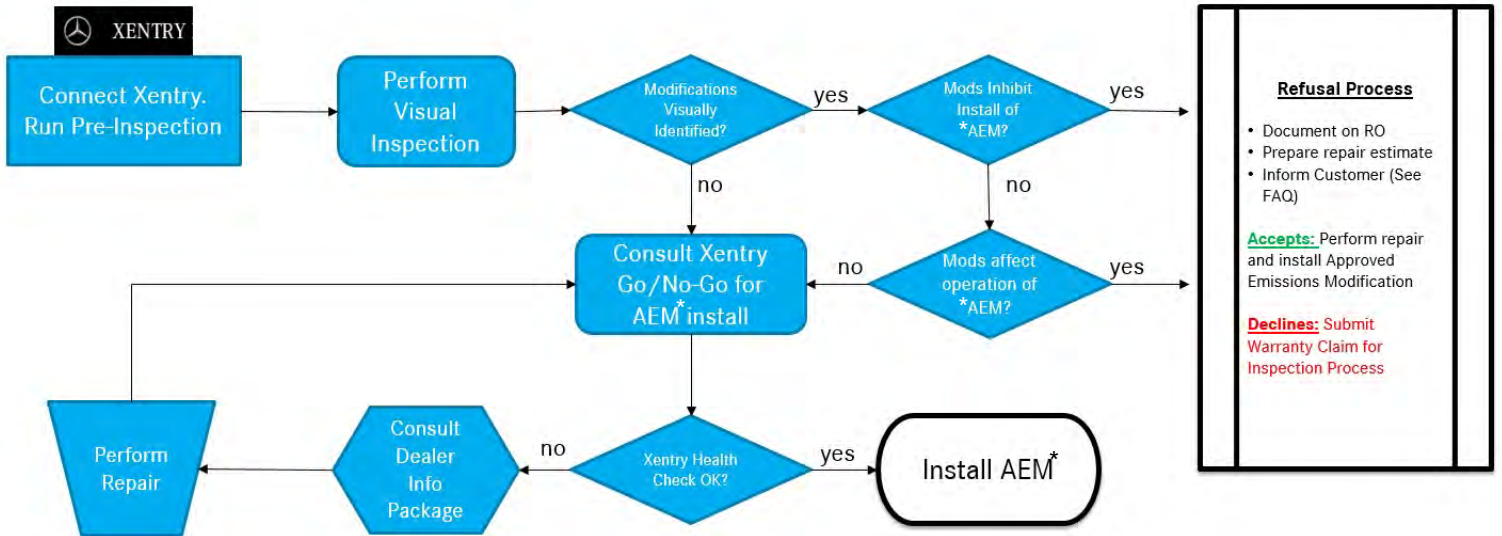 XENTRY
Connect Xentry.
Run Pre-Inspection
Perform
Visual
Inspection
Modifications
Visually
Identified?
yes
Mods Inhibit
Install of
*AEM?
yes
no
no
Consult Xentry
Go/No-Go for
AEM* install
no
Mods affect
operation of
*AEM?
yes
Perform
Repair
Consult
Dealer
Info
Package
no
Xentry Health
Check OK?
yes
Install AEM*
Refusal Process
• Document on RO
• Prepare repair estimate
• Inform Customer (See
FAQ)
Accepts: Perform repair
and install Approved
Emissions Modification
Declines: Submit
Warranty Claim for
Inspection Process